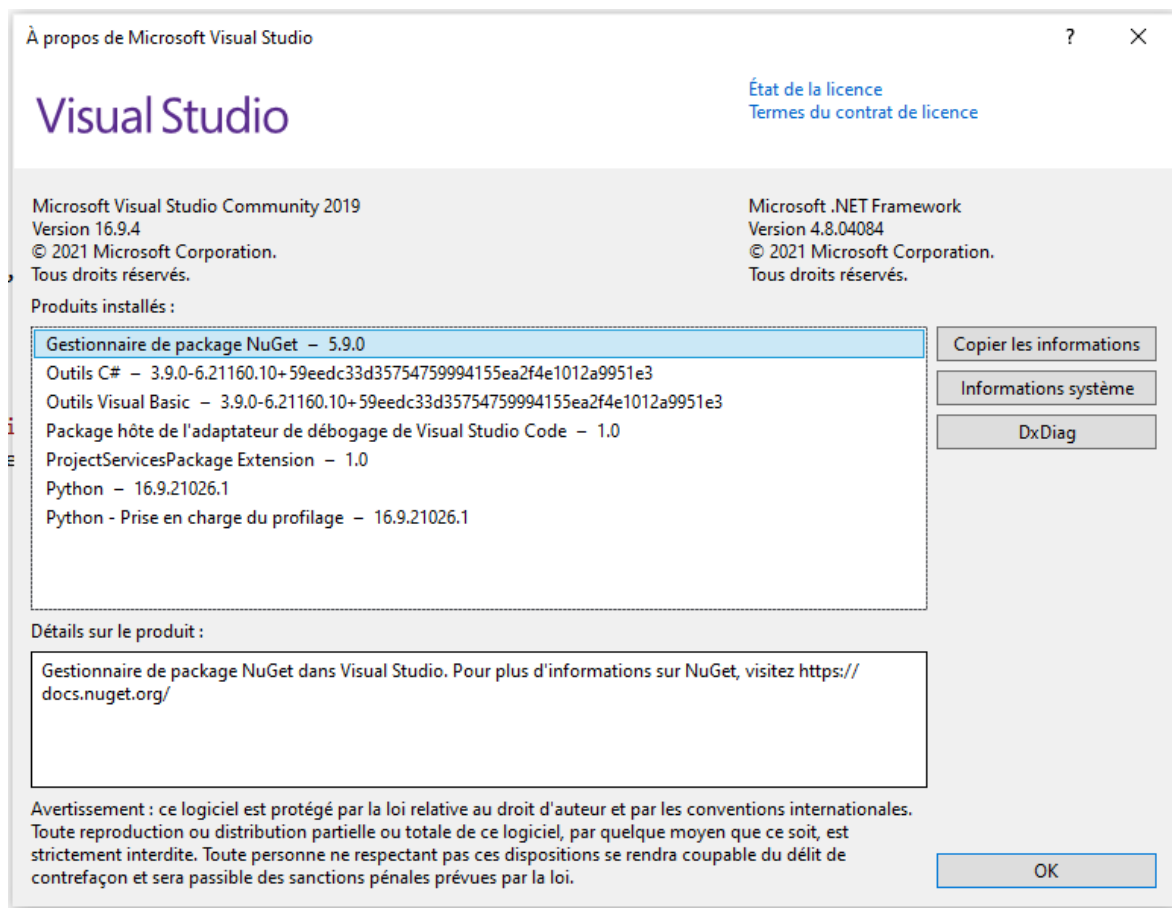 À propos de Microsoft Visual Studio
?
Visual Studio
État de la licence
Termes du contrat de licence
Microsoft Visual Studio Community 2019
Version 16.9.4
© 2021 Microsoft Corporation.
Tous droits réservés.
Microsoft .NET Framework
Version 4.8.04084
© 2021 Microsoft Corporation.
Tous droits réservés.
Produits installés :
Gestionnaire de package NuGet – 5.9.0
Outils C# – 3.9.0-6.21160.10+59eedc33d35754759994155ea2f4e1012a9951e3
Outils Visual Basic – 3.9.0-6.21160.10+59eedc33d35754759994155ea2f4e1012a9951e3
Package hôte de l'adaptateur de débogage de Visual Studio Code – 1.0
ProjectServicesPackage Extension – 1.0
Python – 16.9.21026.1
Python - Prise en charge du profilage – 16.9.21026.1
Copier les informations
Informations système
DxDiag
Détails sur le produit :
Gestionnaire de package NuGet dans Visual Studio. Pour plus d'informations sur NuGet, visitez https://
docs.nuget.org/
Avertissement : ce logiciel est protégé par la loi relative au droit d'auteur et par les conventions internationales.
Toute reproduction ou distribution partielle ou totale de ce logiciel, par quelque moyen que ce soit, est
strictement interdite. Toute personne ne respectant pas ces dispositions se rendra coupable du délit de
contrefaçon et sera passible des sanctions pénales prévues par la loi.
OK